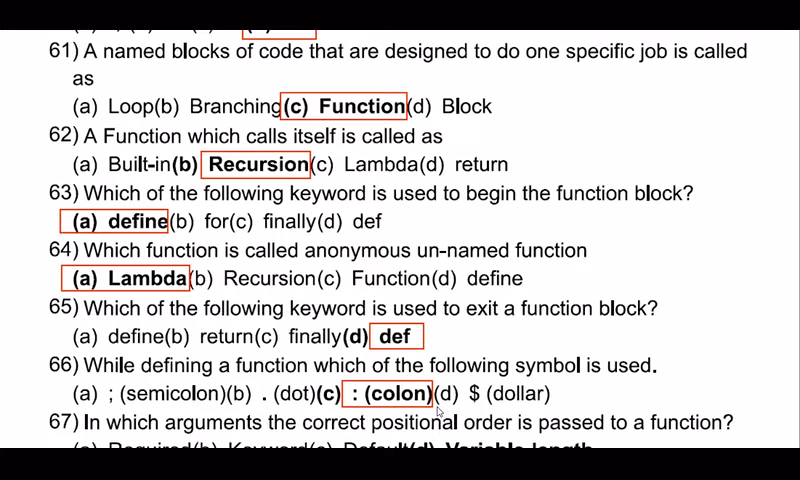 61) A named blocks of code that are designed to do one specific job is called
as
(a) Loop(b) Branching(c) Function(d) Block
62) A Function which calls itself is called as
(a) Built-in(b) Recursion(c) Lambda(d) return
63) Which of the following keyword is used to begin the function block?
(a) define(b) for(c) finally(d) def
64) Which function is called anonymous un-named function
(a) Lambda(b) Recursion(c) Function(d) define
65) Which of the following keyword is used to exit a function block?
(a) define(b) return(c) finally(d) def
66) While defining a function which of the following symbol is used.
(a) ; (semicolon)(b) . (dot)(c) : (colon)(d) $ (dollar)
67) In which arguments the correct positional order is passed to a function?
(a) Required(b) Keyword(c) Default(d) Variable-length